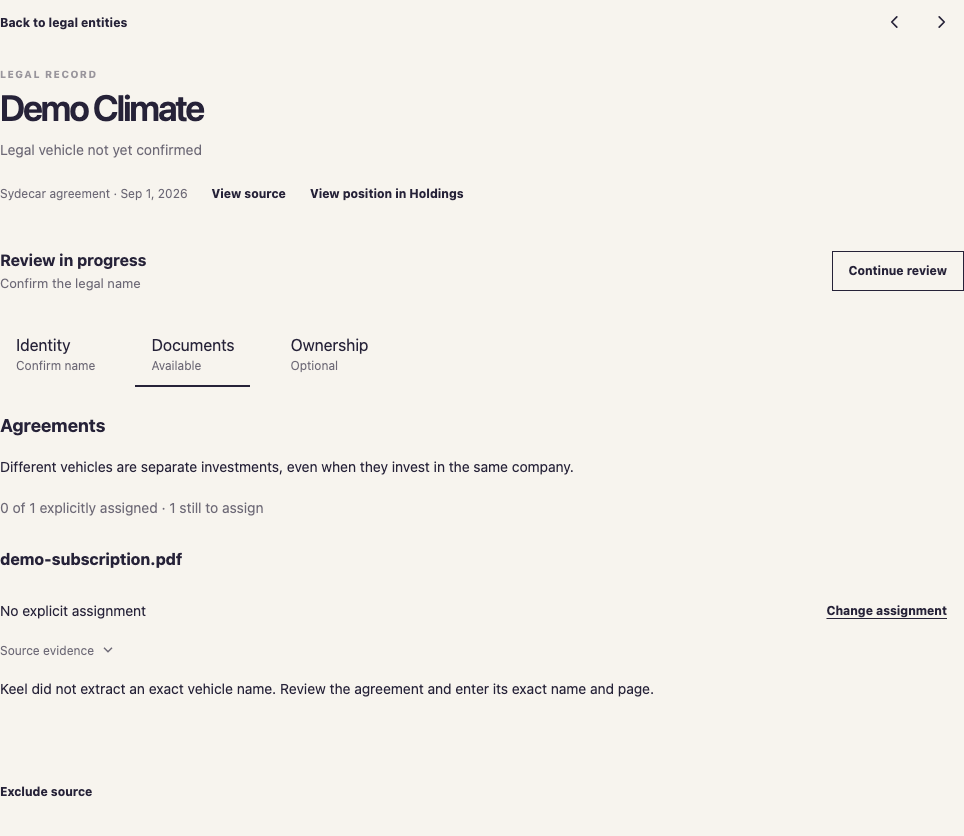 Back to legal entities
LEGAL RECORD
Demo Climate
Legal vehicle not yet confirmed
Sydecar agreement · Sep 1, 2026 View source View position in Holdings
Review in progress
Confirm the legal name
Continue review
Identity Documents Ownership
Confirm name Available Optional
Agreements
Different vehicles are separate investments, even when they invest in the same company.
0 of 1 explicitly assigned · 1 still to assign
demo-subscription.pdf
No explicit assignment Change assignment
Source evidence
Keel did not extract an exact vehicle name. Review the agreement and enter its exact name and page.
Exclude source